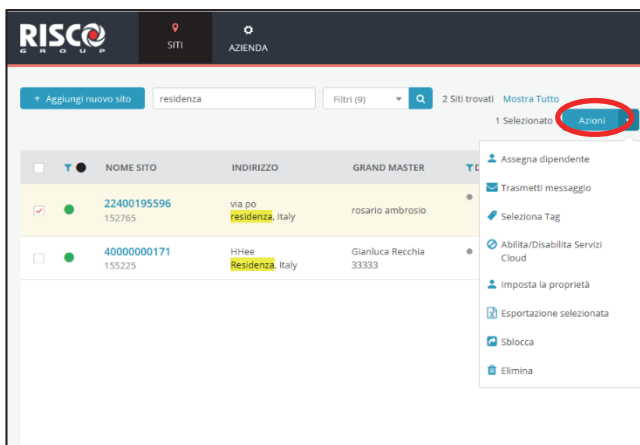 RISCO
GROUP
SITI
AZIENDA
+ Aggiungi nuovo sito
residenza
Filtri (9)
2 Siti trovati Mostra Tutto
1 Selezionato Azioni
NOME SITO INDIRIZZO GRAND MASTER
22400195596
152765
via po
residenza, Italy
rosario ambrosio
40000000171
155225
HHee
Residenza, Italy
Gianluca Recchia
33333
Assegna dipendente
Trasmetti messaggio
Seleziona Tag
Abilita/Disabilita Servizi
Cloud
Imposta la proprietà
Esportazione selezionata
Sblocca
Elimina